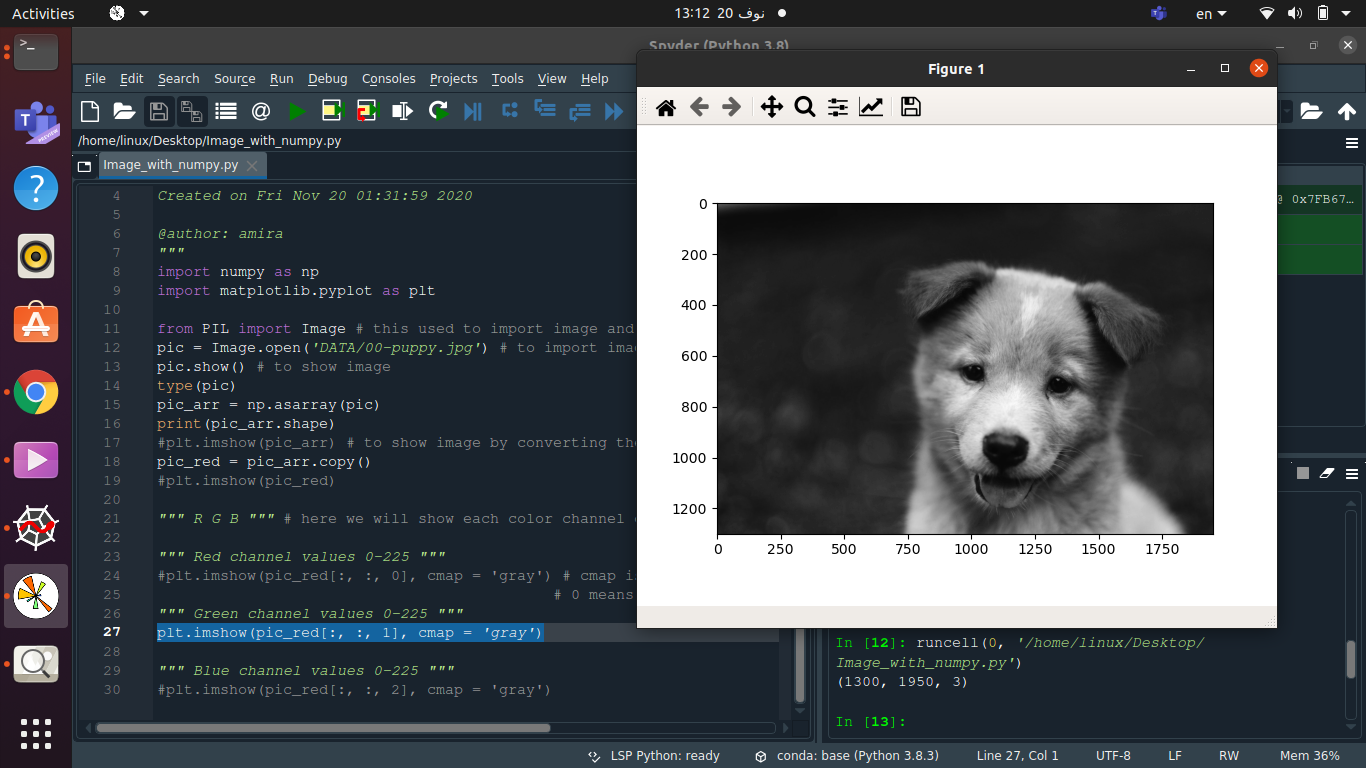 Activities
13:12 20 نوف
en
Spyder (Python 3.8)
File Edit Search Source Run Debug Consoles Projects Tools View Help
/home/linux/Desktop/Image_with_numpy.py
Image_with_numpy.py
4 Created on Fri Nov 20 01:31:59 2020
5
6 @author: amira
7 """
8 import numpy as np
9 import matplotlib.pyplot as plt
10
11 from PIL import Image # this used to import image and
12 pic = Image.open('DATA/00-puppy.jpg') # to import ima
13 pic.show() # to show image
14 type(pic)
15 pic_arr = np.asarray(pic)
16 print(pic_arr.shape)
17 #plt.imshow(pic_arr) # to show image by converting the
18 pic_red = pic_arr.copy()
19 #plt.imshow(pic_red)
20
21 """ R G B """ # here we will show each color channel
22
23 """ Red channel values 0-225 """
24 #plt.imshow(pic_red[:, :, 0], cmap = 'gray') # cmap i
25 # 0 means
26 """ Green channel values 0-225 """
27 plt.imshow(pic_red[:, :, 1], cmap = 'gray')
28
29 """ Blue channel values 0-225 """
30 #plt.imshow(pic_red[:, :, 2], cmap = 'gray')
Figure 1
0
200
400
600
800
1000
1200
0 250 500 750 1000 1250 1500 1750
@ 0x7FB67...
In [12]: runcell(0, '/home/linux/Desktop/
Image_with_numpy.py')
(1300, 1950, 3)
In [13]:
LSP Python: ready conda: base (Python 3.8.3) Line 27, Col 1 UTF-8 LF RW Mem 36%